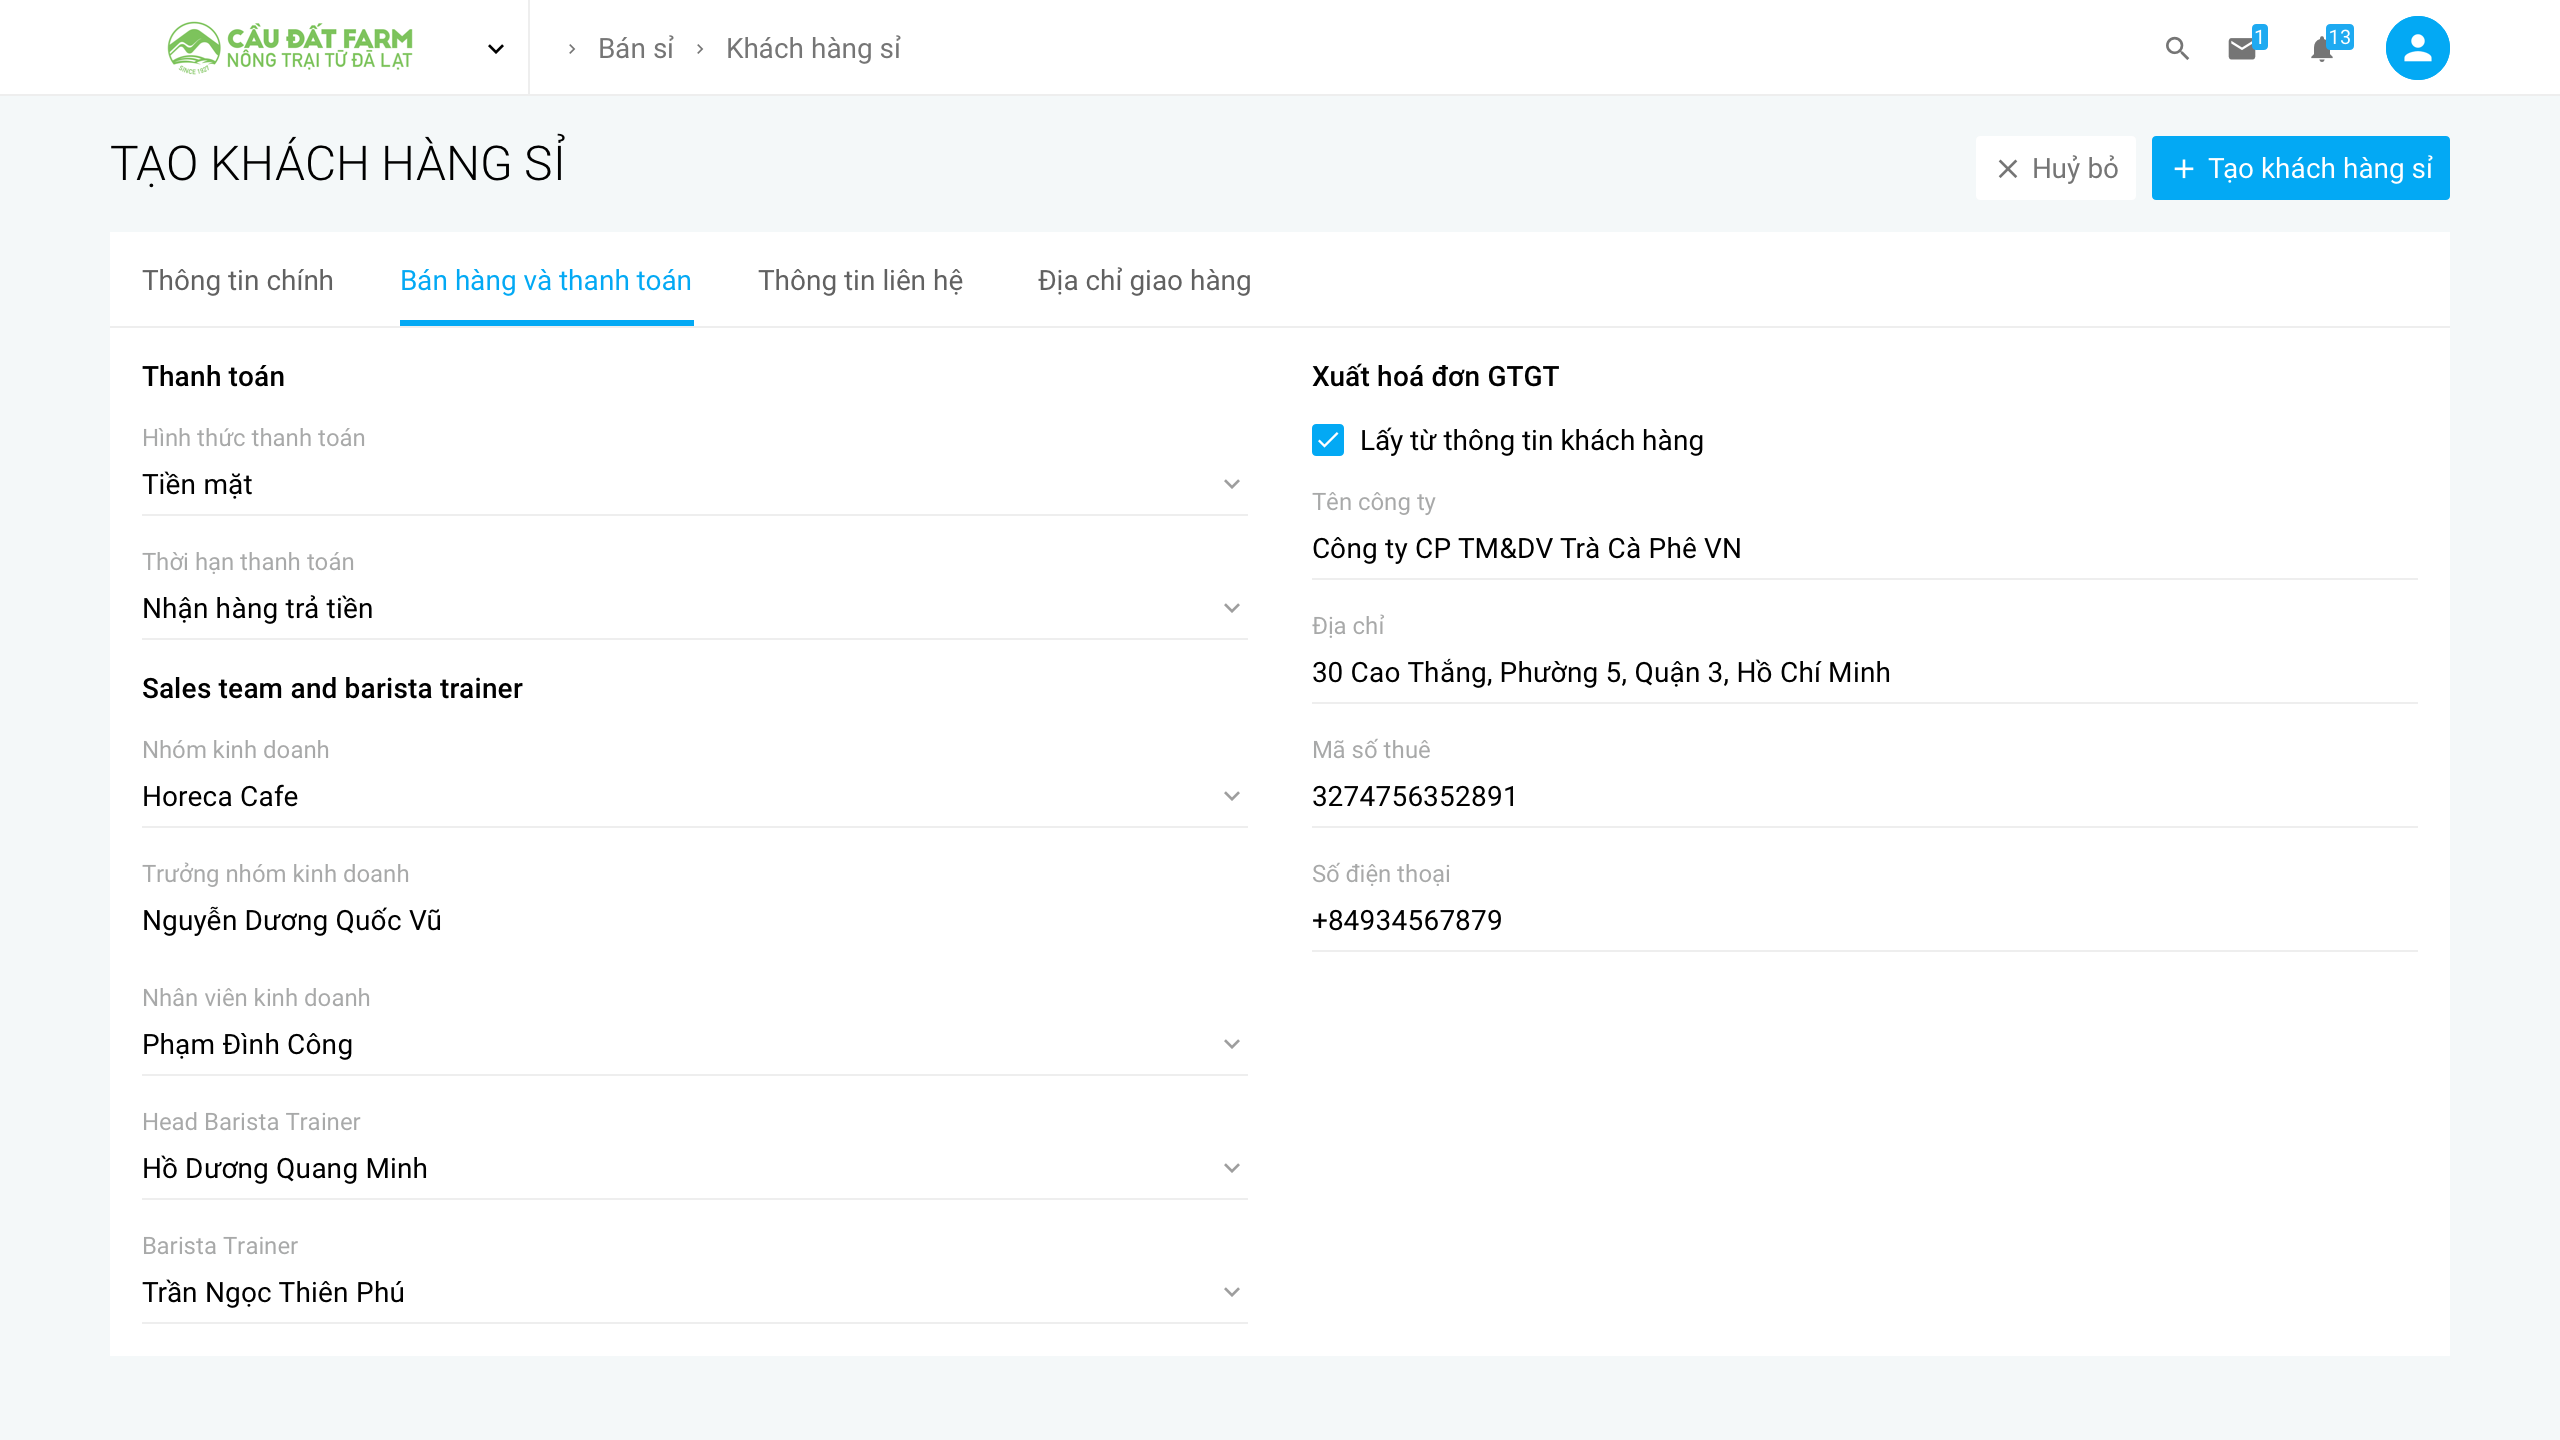 CẦU ĐẤT FARM
NÔNG TRẠI TỪ ĐÀ LẠT
SINCE 1927
Bán sỉ
Khách hàng sỉ
1
13
TẠO KHÁCH HÀNG SỈ
Huỷ bỏ
Tạo khách hàng sỉ
Thông tin chính
Bán hàng và thanh toán
Thông tin liên hệ
Địa chỉ giao hàng
Thanh toán
Hình thức thanh toán
Tiền mặt
Thời hạn thanh toán
Nhận hàng trả tiền
Sales team and barista trainer
Nhóm kinh doanh
Horeca Cafe
Trưởng nhóm kinh doanh
Nguyễn Dương Quốc Vũ
Nhân viên kinh doanh
Phạm Đình Công
Head Barista Trainer
Hồ Dương Quang Minh
Barista Trainer
Trần Ngọc Thiên Phú
Xuất hoá đơn GTGT
Lấy từ thông tin khách hàng
Tên công ty
Công ty CP TM&DV Trà Cà Phê VN
Địa chỉ
30 Cao Thắng, Phường 5, Quận 3, Hồ Chí Minh
Mã số thuê
3274756352891
Số điện thoại
+84934567879